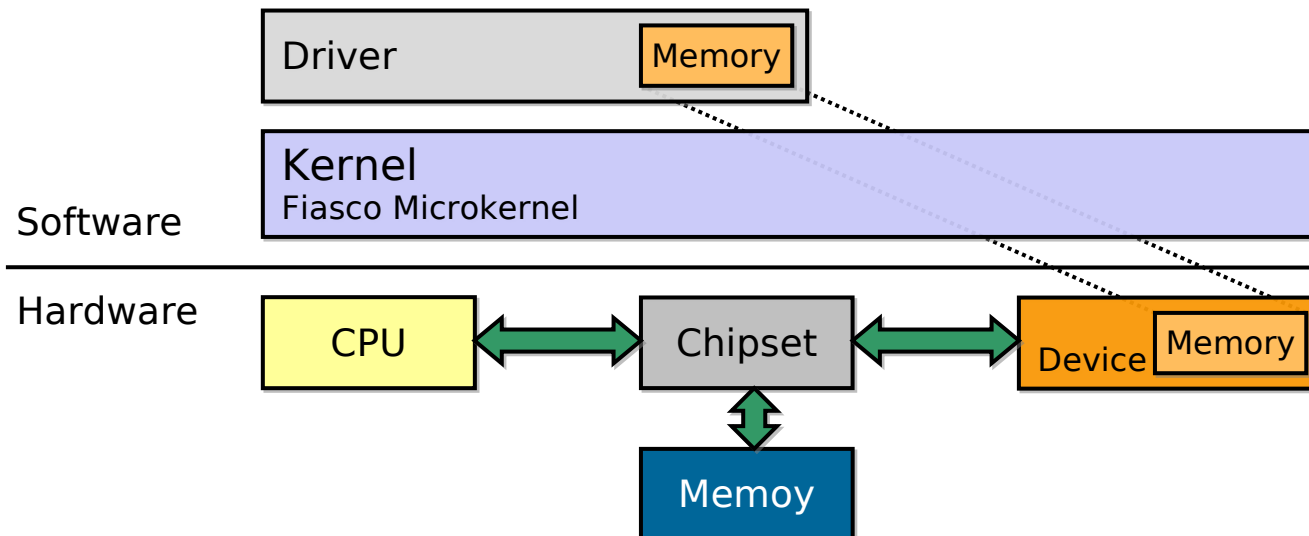 Driver
Memory
Kernel
Fiasco Microkernel
Software
Hardware
CPU
Chipset
Device
Memory
Memoy